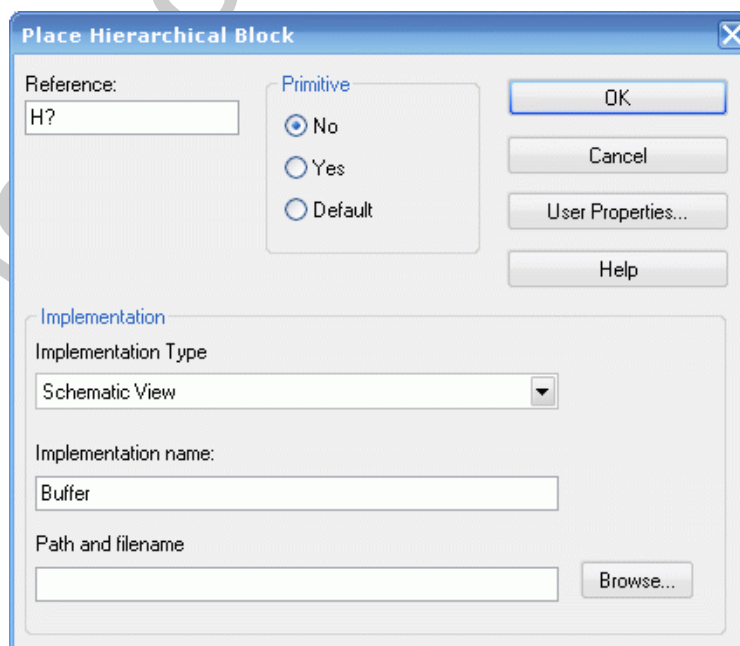 Place Hierarchical Block
Reference:
H?
Primitive
No
Yes
Default
OK
Cancel
User Properties...
Help
Implementation
Implementation Type
Schematic View
Implementation name:
Buffer
Path and filename
Browse...